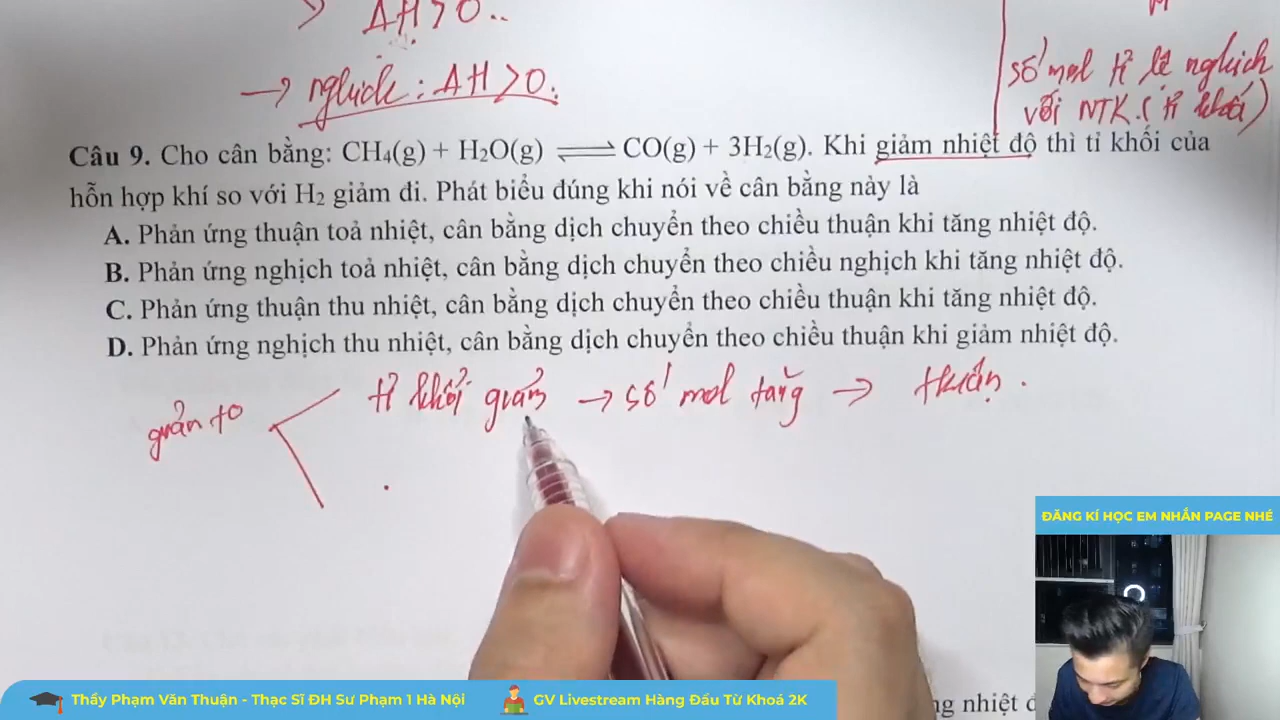 ΔH>0..
→ nghịch: ΔH>0.
số mol tỉ lệ nghịch
với NTK. (tỉ khối)
Câu 9. Cho cân bằng: CH₄(g) + H₂O(g) ⇌ CO(g) + 3H₂(g). Khi giảm nhiệt độ thì tỉ khối của
hỗn hợp khí so với H₂ giảm đi. Phát biểu đúng khi nói về cân bằng này là
A. Phản ứng thuận toả nhiệt, cân bằng dịch chuyển theo chiều thuận khi tăng nhiệt độ.
B. Phản ứng nghịch toả nhiệt, cân bằng dịch chuyển theo chiều nghịch khi tăng nhiệt độ.
C. Phản ứng thuận thu nhiệt, cân bằng dịch chuyển theo chiều thuận khi tăng nhiệt độ.
D. Phản ứng nghịch thu nhiệt, cân bằng dịch chuyển theo chiều thuận khi giảm nhiệt độ.
tỉ khối giảm → số mol tăng → thuận.
giảm to
ĐĂNG KÍ HỌC EM NHẮN PAGE NHÉ
Thầy Phạm Văn Thuận - Thạc Sĩ ĐH Sư Phạm 1 Hà Nội
GV Livestream Hàng Đầu Từ Khoá 2K
ng nhiệt